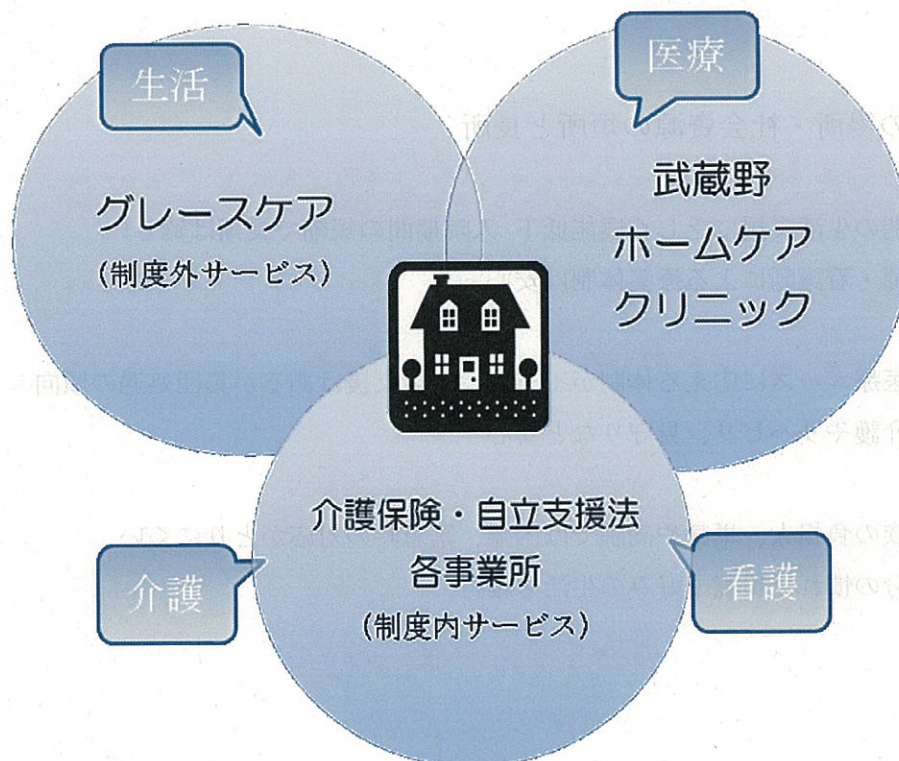 生活
グレースケア
(制度外サービス)
医療
武蔵野
ホームケア
クリニック
介護保険・自立支援法
各事業所
(制度内サービス)
介護
看護